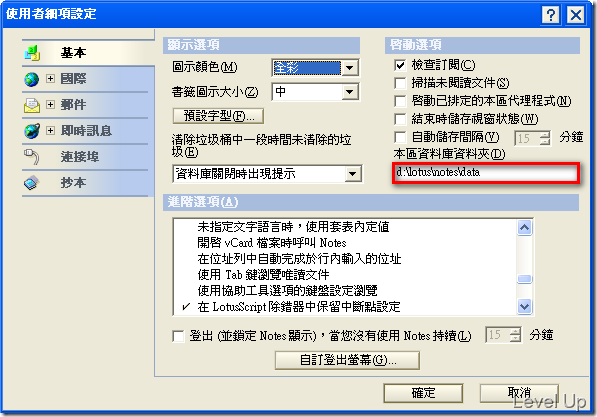 使用者細項設定
基本
國際
郵件
即時訊息
連接埠
抄本
顯示選項
圖示顏色(M)
全彩
書籤圖示大小(Z)
中
預設字型(F)...
清除垃圾桶中一段時間未清除的垃
圾(E)
資料庫關閉時出現提示
啟動選項
檢查訂閱(C)
掃描未閱讀文件(S)
啟動已排定的本區代理程式(N)
結束時儲存視窗狀態(W)
自動儲存間隔(V)
15
分鐘
本區資料庫資料夾(D)
d:\lotus\notes\data
進階選項(A)
未指定文字語言時，使用套表內定值
開啟 vCard 檔案時呼叫 Notes
在位址列中自動完成於行內輸入的位址
使用 Tab 鍵瀏覽唯讀文件
使用協助工具選項的鍵盤設定瀏覽
✓ 在 LotusScript 除錯器中保留中斷點設定
登出 (並鎖定 Notes 顯示)，當您沒有使用 Notes 持續(L)
15
分鐘
自訂登出螢幕(G)...
確定
取消
Level Up